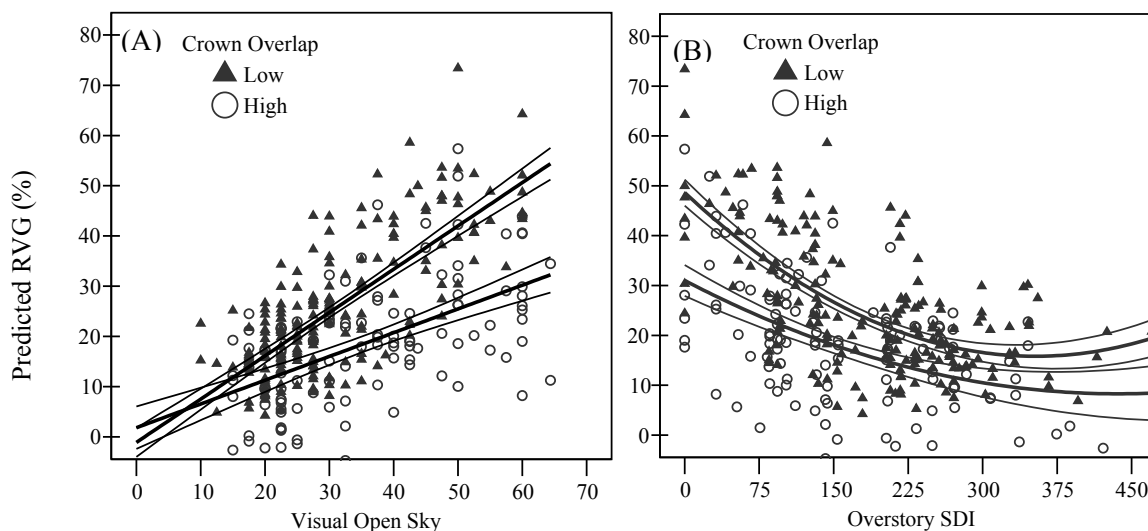 (A)
Crown Overlap
Low
High
Predicted RVG (%)
80
70
60
50
40
30
20
10
0
0 10 20 30 40 50 60 70
Visual Open Sky
(B)
Crown Overlap
Low
High
80
70
60
50
40
30
20
10
0
0 75 150 225 300 375 450
Overstory SDI